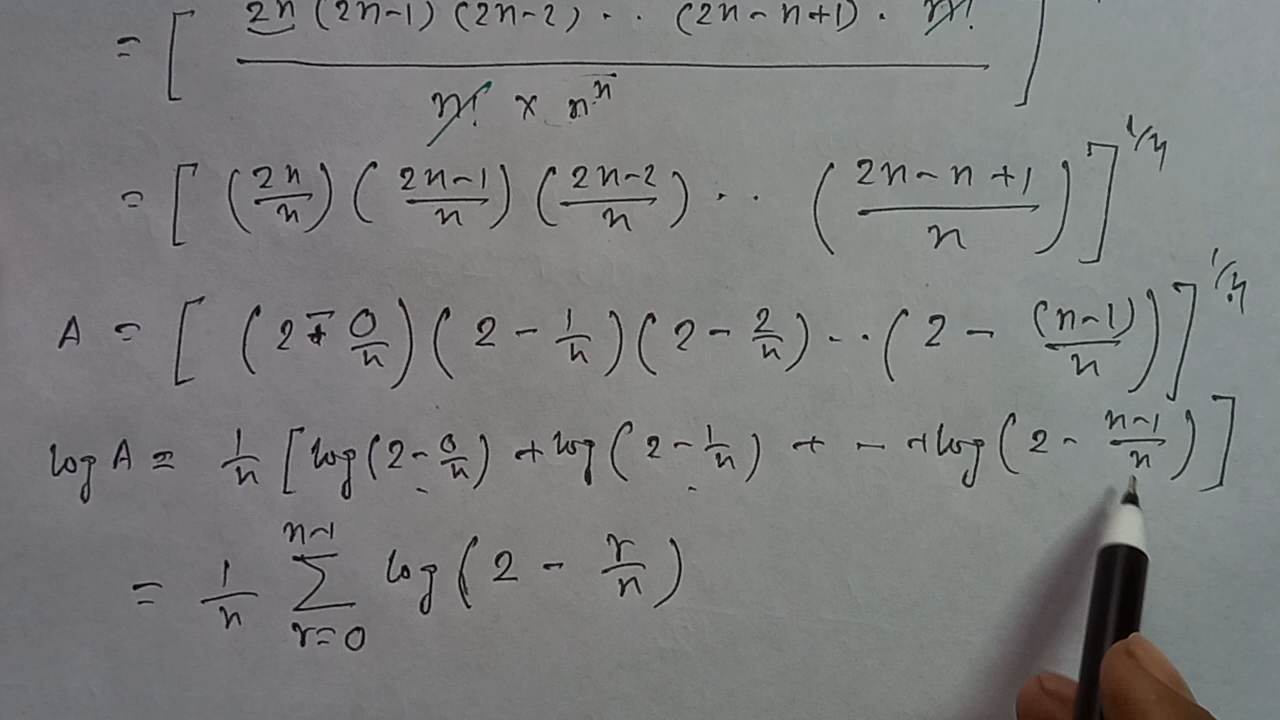 = [ 2n (2n-1) (2n-2) . . (2n-n+1) . n! / n! × n^n ]
= [ (2n/n) ( 2n-1/n ) ( 2n-2/n ) . . ( 2n-n+1/n ) ]^1/n
A = [ (2 - 0/n) ( 2 - 1/n ) ( 2 - 2/n ) - . . ( 2 - (n-1)/n ) ]^1/n
log A = 1/n [ log (2 - 0/n) + log ( 2 - 1/n ) + - - + log ( 2 - n-1/n ) ]
= 1/n n-1 Σ r=0 log ( 2 - r/n )